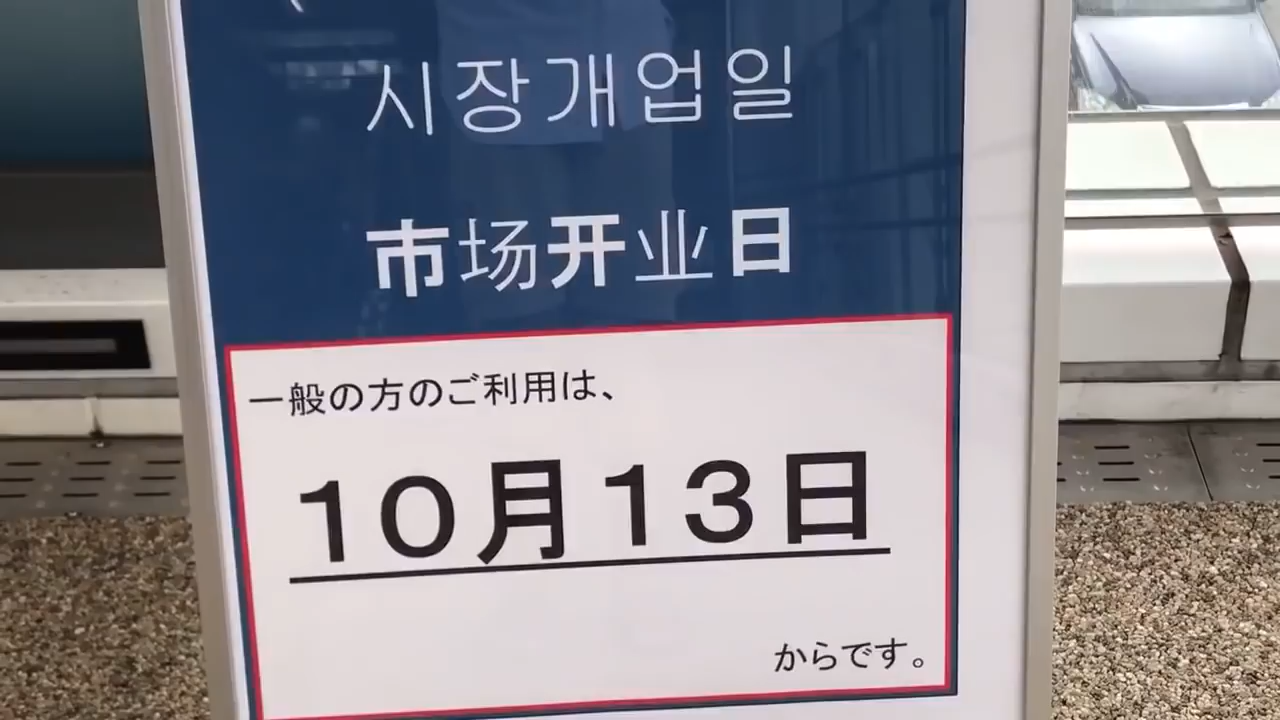 시장개업일
市场开业日
一般の方のご利用は、
10月13日
からです。